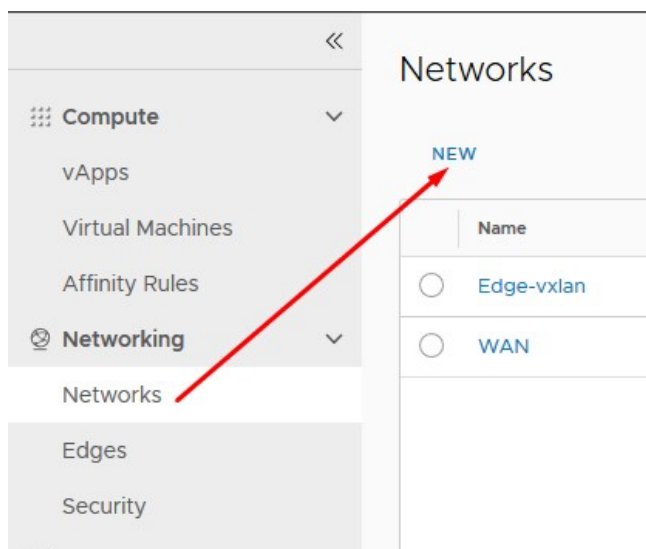 Compute
vApps
Virtual Machines
Affinity Rules
Networking
Networks
Edges
Security
Networks
NEW
Name
Edge-vxlan
WAN